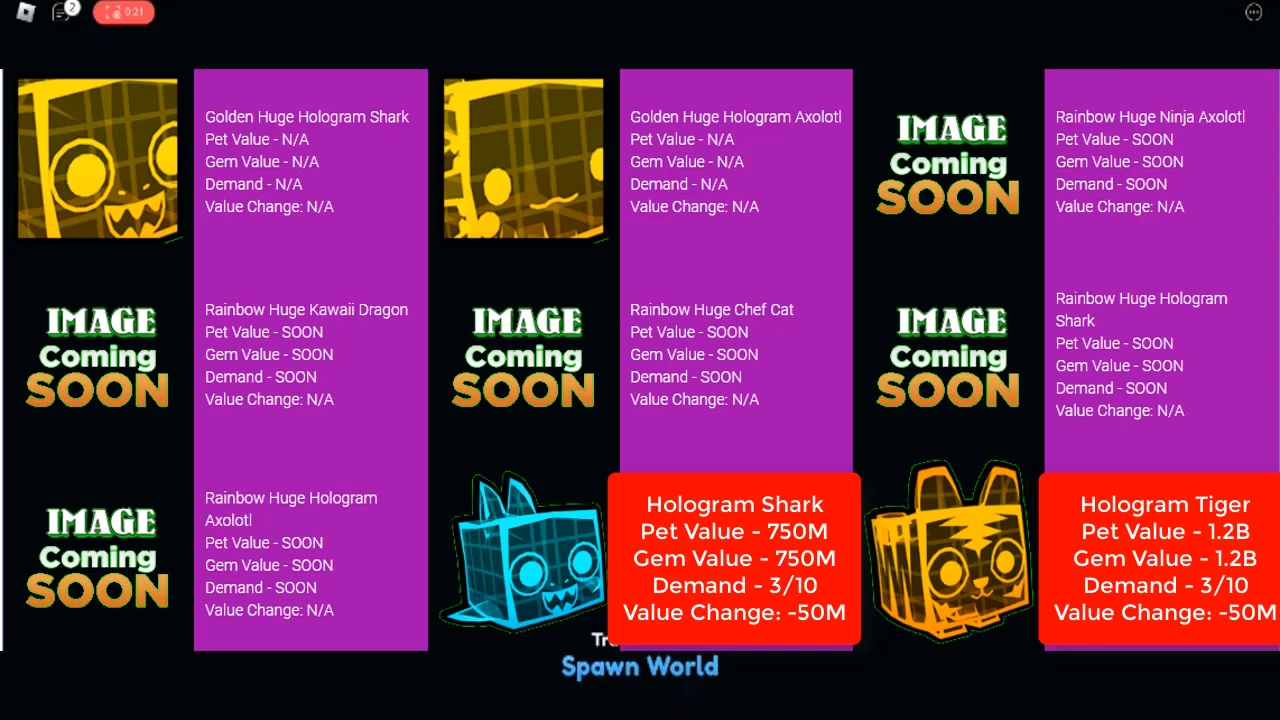 2
0:21
Golden Huge Hologram Shark
Pet Value - N/A
Gem Value - N/A
Demand - N/A
Value Change: N/A
Golden Huge Hologram Axolotl
Pet Value - N/A
Gem Value - N/A
Demand - N/A
Value Change: N/A
IMAGE
Coming
SOON
Rainbow Huge Ninja Axolotl
Pet Value - SOON
Gem Value - SOON
Demand - SOON
Value Change: N/A
IMAGE
Coming
SOON
Rainbow Huge Kawaii Dragon
Pet Value - SOON
Gem Value - SOON
Demand - SOON
Value Change: N/A
IMAGE
Coming
SOON
Rainbow Huge Chef Cat
Pet Value - SOON
Gem Value - SOON
Demand - SOON
Value Change: N/A
IMAGE
Coming
SOON
Rainbow Huge Hologram
Shark
Pet Value - SOON
Gem Value - SOON
Demand - SOON
Value Change: N/A
IMAGE
Coming
SOON
Rainbow Huge Hologram
Axolotl
Pet Value - SOON
Gem Value - SOON
Demand - SOON
Value Change: N/A
Hologram Shark
Pet Value - 750M
Gem Value - 750M
Demand - 3/10
Value Change: -50M
Hologram Tiger
Pet Value - 1.2B
Gem Value - 1.2B
Demand - 3/10
Value Change: -50M
Spawn World